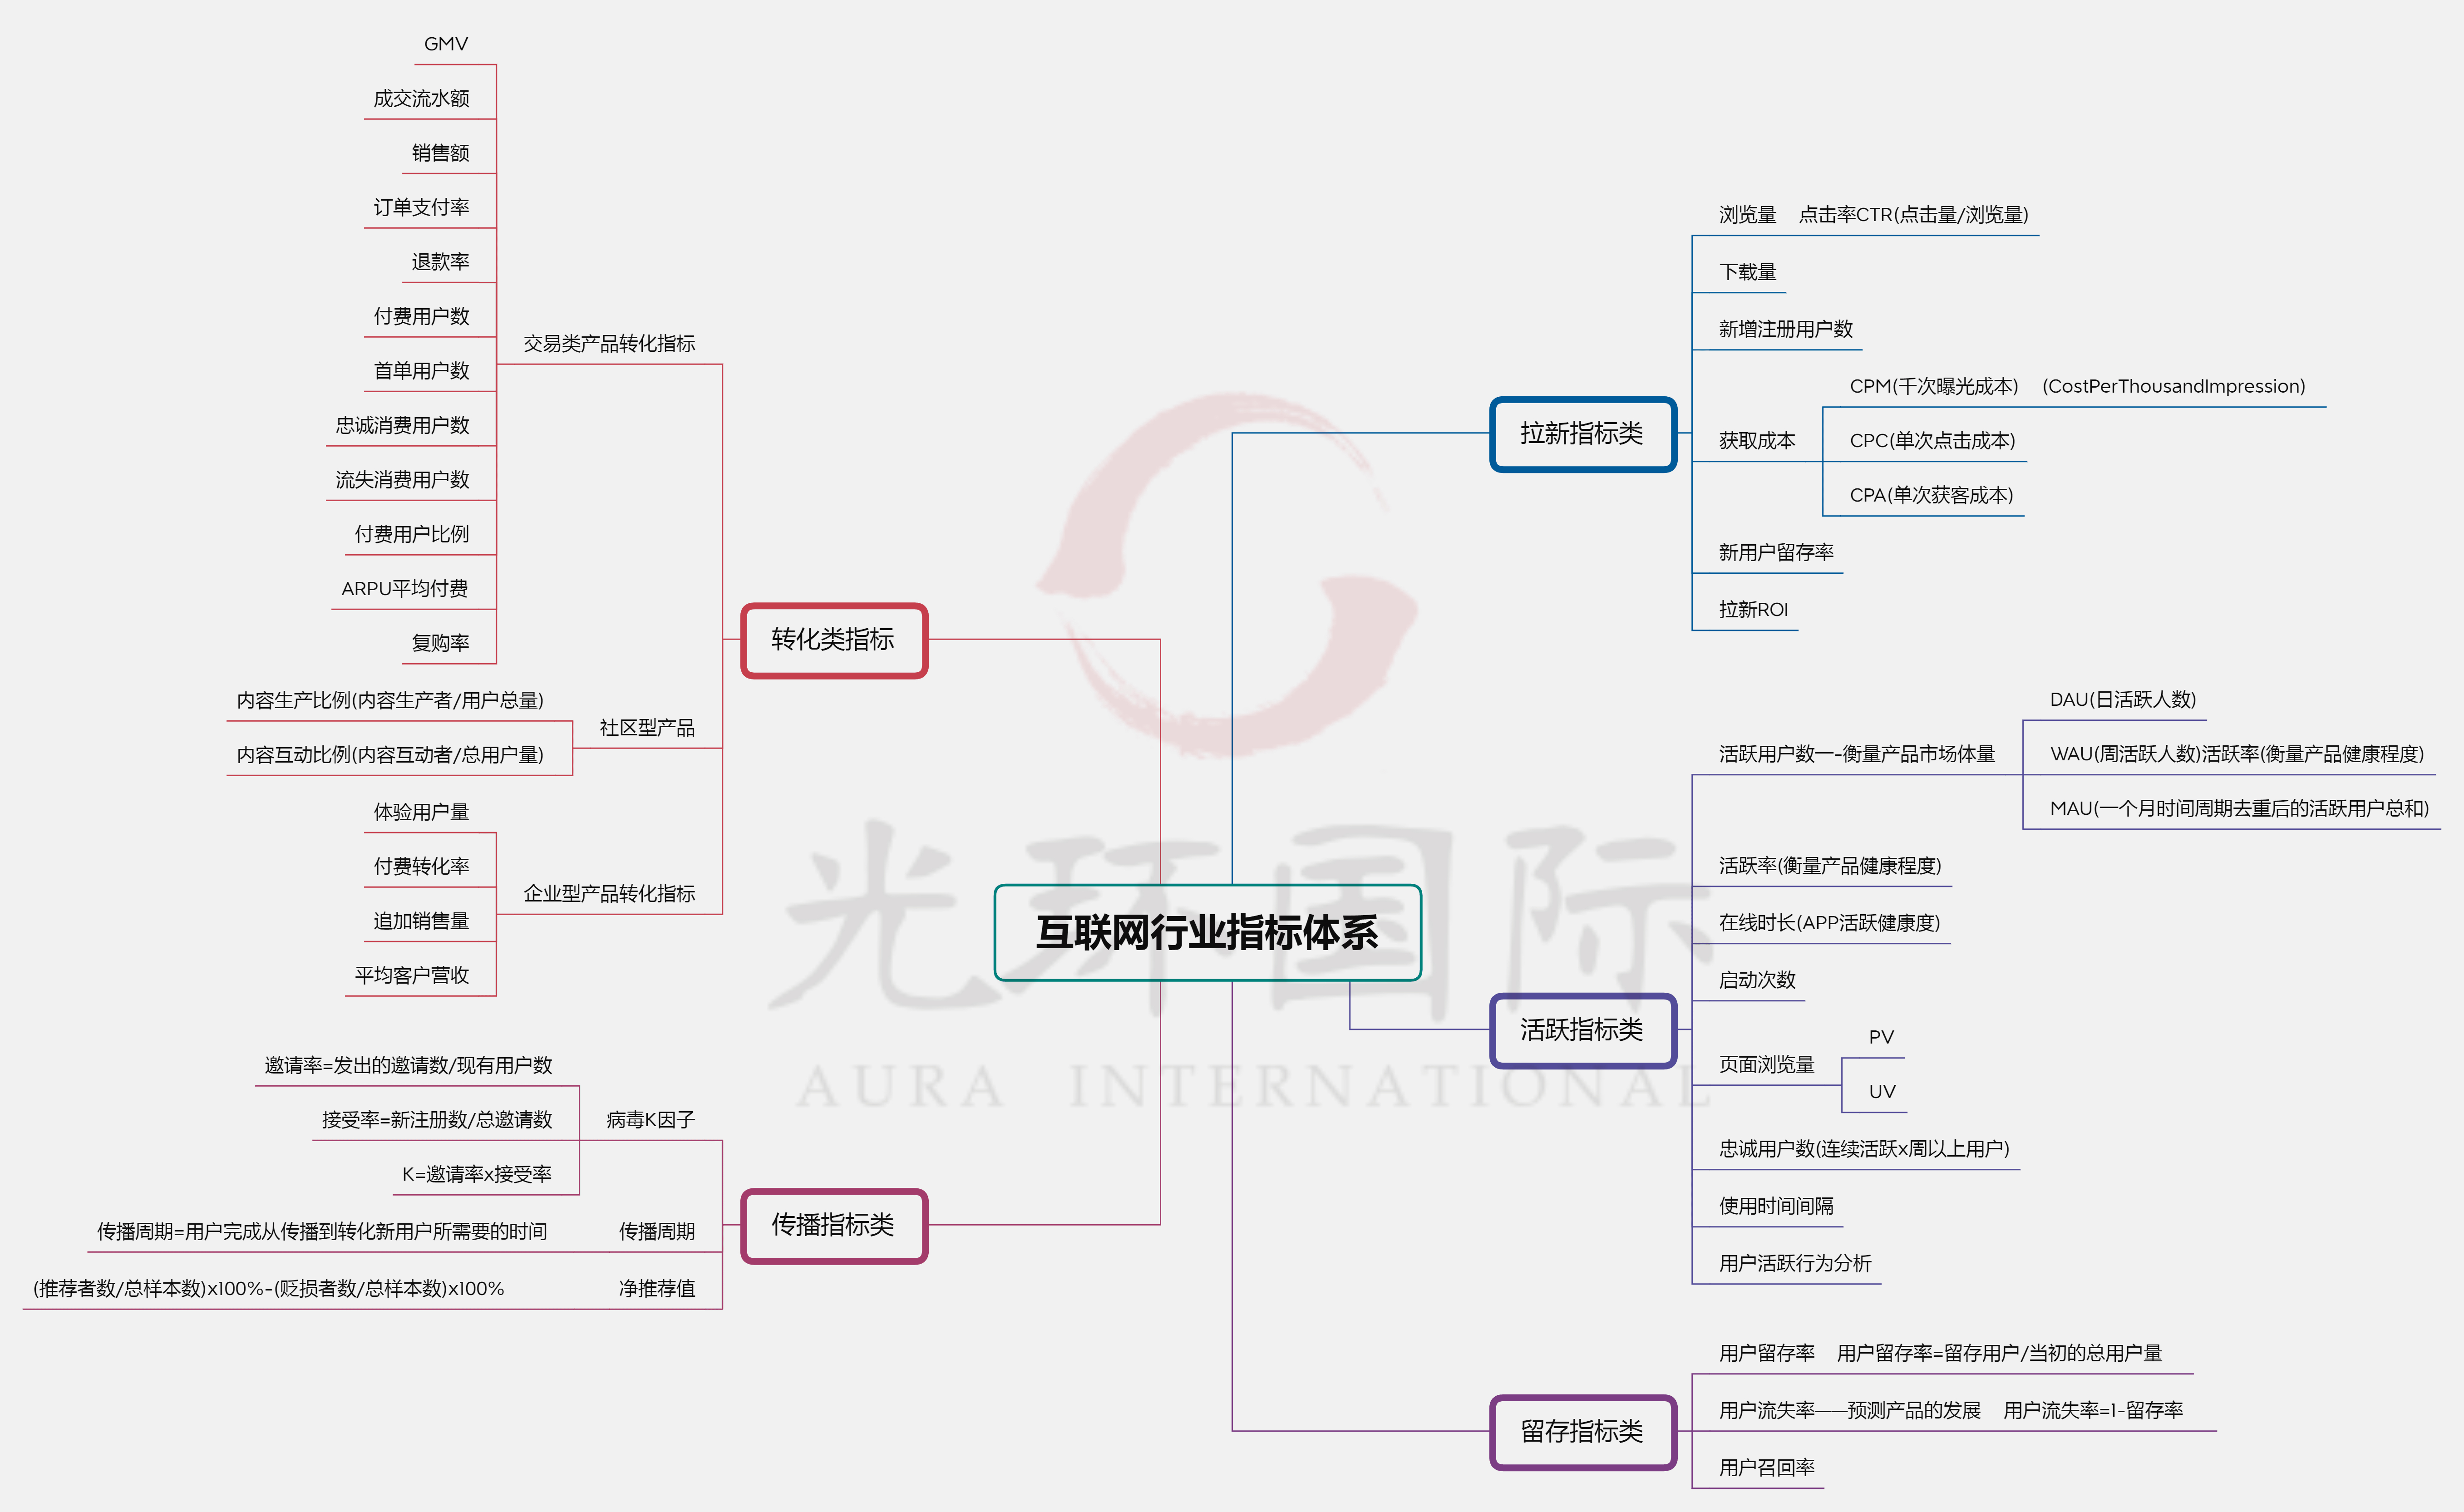 互联网行业指标体系
拉新指标类
浏览量 点击率CTR(点击量/浏览量)
下载量
新增注册用户数
获取成本
CPM(千次曝光成本) (CostPerThousandImpression)
CPC(单次点击成本)
CPA(单次获客成本)
新用户留存率
拉新ROI
活跃指标类
活跃用户数一-衡量产品市场体量
DAU(日活跃人数)
WAU(周活跃人数)活跃率(衡量产品健康程度)
MAU(一个月时间周期去重后的活跃用户总和)
活跃率(衡量产品健康程度)
在线时长(APP活跃健康度)
启动次数
页面浏览量
PV
UV
忠诚用户数(连续活跃x周以上用户)
使用时间间隔
用户活跃行为分析
留存指标类
用户留存率 用户留存率=留存用户/当初的总用户量
用户流失率——预测产品的发展 用户流失率=1-留存率
用户召回率
转化类指标
交易类产品转化指标
GMV
成交流水额
销售额
订单支付率
退款率
付费用户数
首单用户数
忠诚消费用户数
流失消费用户数
付费用户比例
ARPU平均付费
复购率
社区型产品
内容生产比例(内容生产者/用户总量)
内容互动比例(内容互动者/总用户量)
企业型产品转化指标
体验用户量
付费转化率
追加销售量
平均客户营收
传播指标类
病毒K因子
邀请率=发出的邀请数/现有用户数
接受率=新注册数/总邀请数
K=邀请率x接受率
传播周期
传播周期=用户完成从传播到转化新用户所需要的时间
净推荐值
(推荐者数/总样本数)x100%-(贬损者数/总样本数)x100%
光环国际
AURA INTERNATIONAL